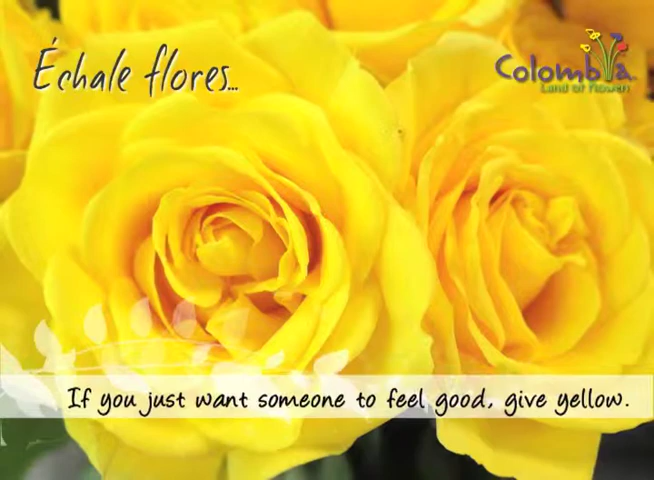 Échale flores...
Colombia
Land of flowers
If you just want someone to feel good, give yellow.